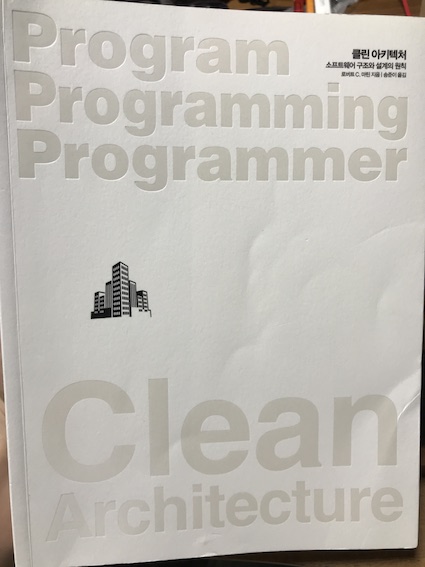 Program
Programming
Programmer
클린 아키텍처
소프트웨어 구조와 설계의 원칙
로버트 C. 마틴 지음 | 송준이 옮김
Clean
Architecture